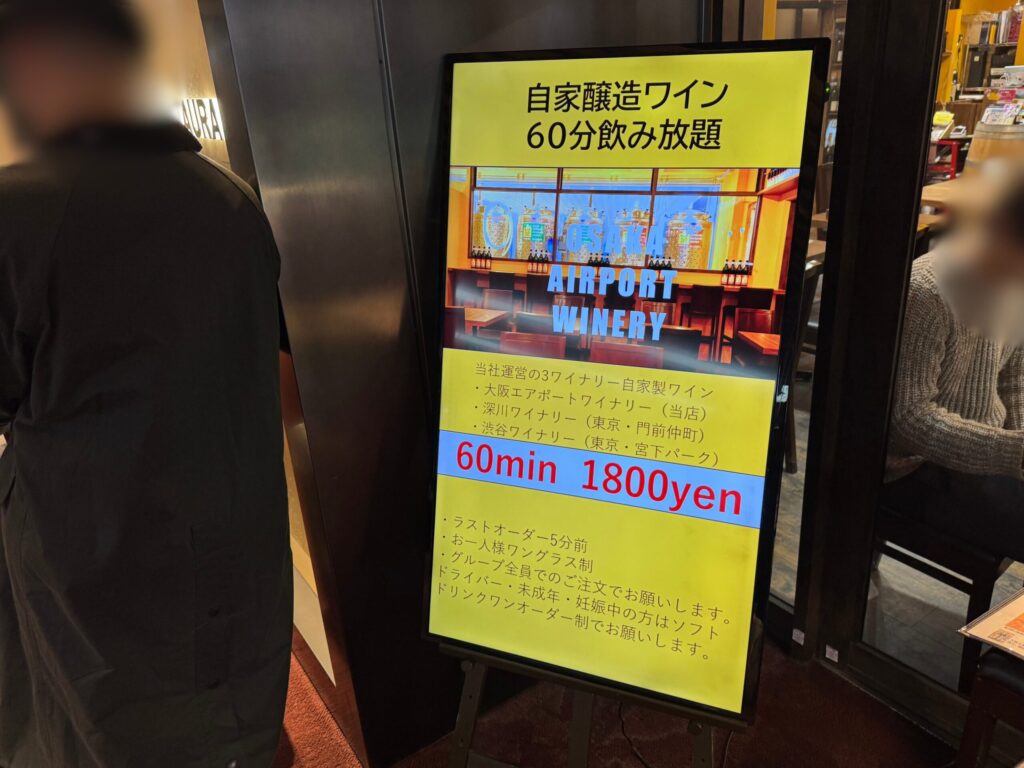 自家醸造ワイン
60分飲み放題
OSAKA
AIRPORT
WINERY
当社運営の3ワイナリー自家製ワイン
・大阪エアポートワイナリー（当店）
・深川ワイナリー（東京・門前仲町）
・渋谷ワイナリー（東京・宮下パーク）
60min 1800yen
・ラストオーダー5分前
・お一人様ワングラス制
・グループ全員でのご注文でお願いします。
ドライバー・未成年・妊娠中の方はソフト
ドリンクワンオーダー制でお願いします。
AURA